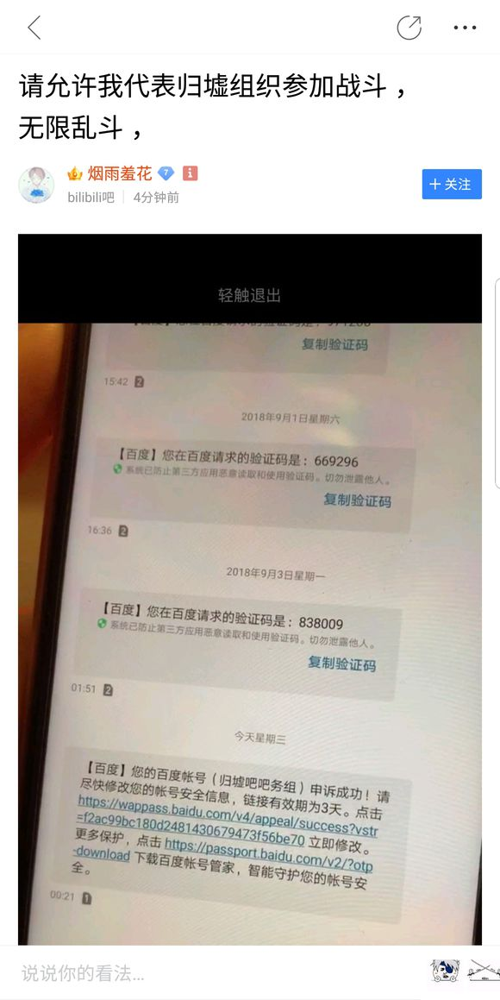 请允许我代表归墟组织参加战斗，
无限乱斗，
烟雨羞花 7
bilibili吧 4分钟前
+ 关注
轻触退出
复制验证码
15:42 2
2018年9月1日星期六
【百度】您在百度请求的验证码是：669296
系统已防止第三方应用恶意读取和使用验证码。切勿泄露他人。
复制验证码
16:36 2
2018年9月3日星期一
【百度】您在百度请求的验证码是：838009
系统已防止第三方应用恶意读取和使用验证码。切勿泄露他人。
复制验证码
01:51 2
今天星期三
【百度】您的百度帐号（归墟吧吧务组）申诉成功！请
尽快修改您的帐号安全信息，链接有效期为3天。点击
https://wappass.baidu.com/v4/appeal/success?vstr
=f2ac99bc180d2481430679473f56be70 立即修改。
更多保护，点击 https://passport.baidu.com/v2/?otp
-download 下载百度帐号管家，智能守护您的帐号安
全。
00:21 1
说说你的看法...